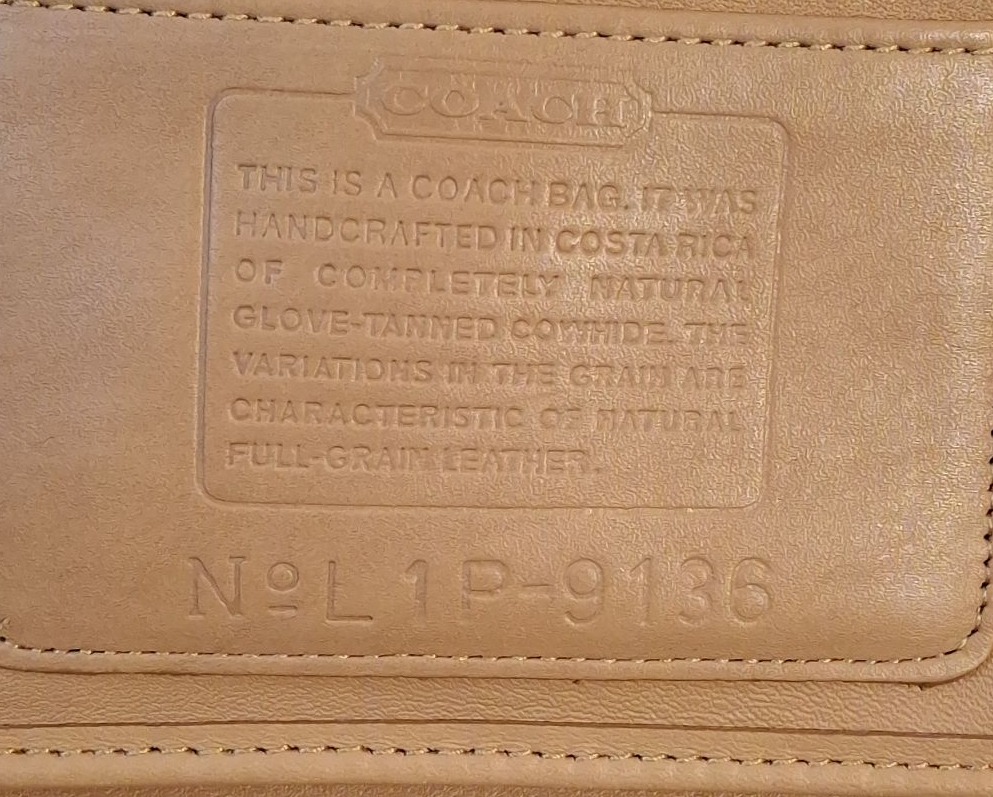 COACH
THIS IS A COACH BAG. IT WAS
HANDCRAFTED IN COSTA RICA
OF COMPLETELY NATURAL
GLOVE-TANNED COWHIDE. THE
VARIATIONS IN THE GRAIN ARE
CHARACTERISTIC OF NATURAL
FULL-GRAIN LEATHER.
Nº L1P-9136